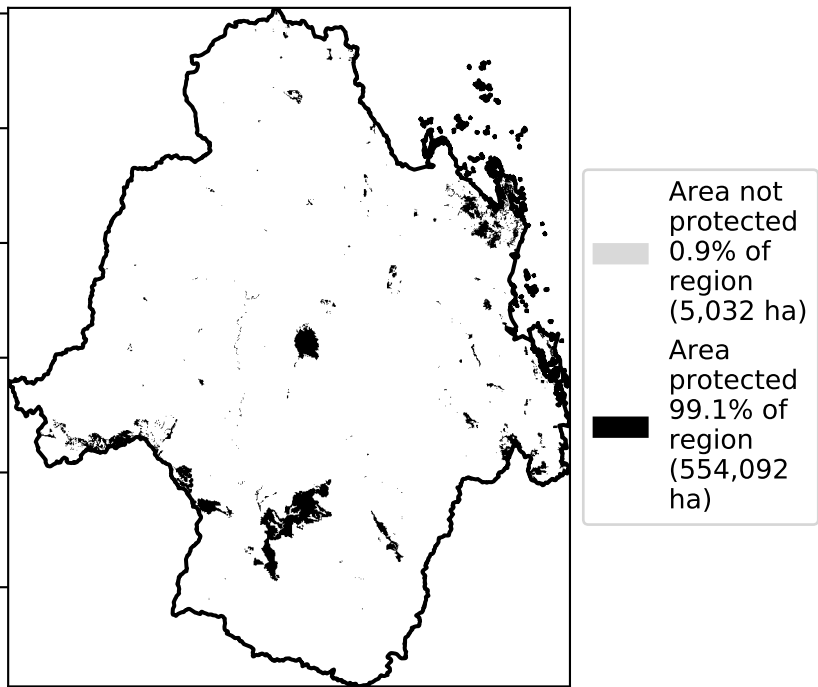 Area not
protected
0.9% of
region
(5,032 ha)
Area
protected
99.1% of
region
(554,092
ha)